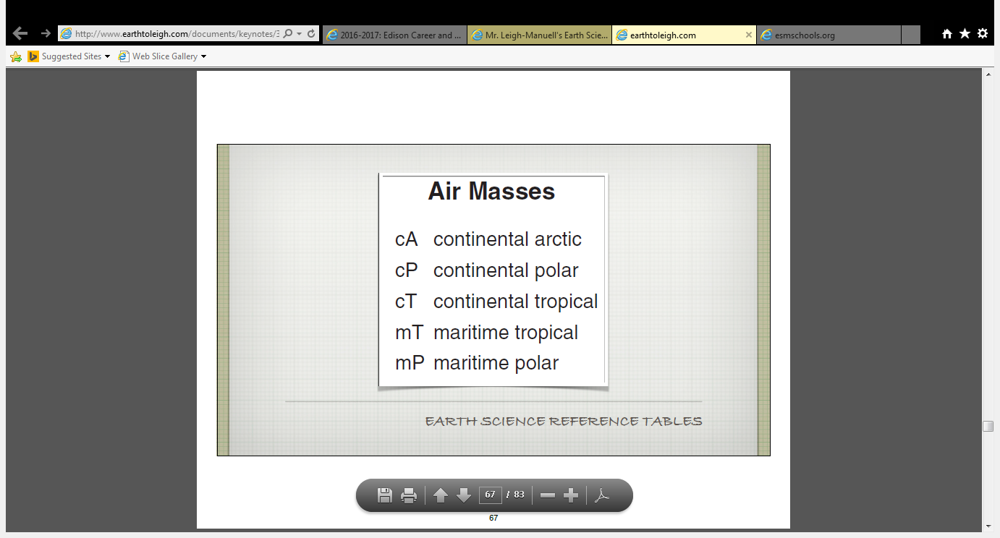 http://www.earthtoleigh.com/documents/keynotes/3
2016-2017: Edison Career and ...
Mr. Leigh-Manuell's Earth Scie...
earthtoleigh.com
esmschools.org
Suggested Sites
Web Slice Gallery
Air Masses
cA continental arctic
cP continental polar
cT continental tropical
mT maritime tropical
mP maritime polar
EARTH SCIENCE REFERENCE TABLES
67 / 83
67